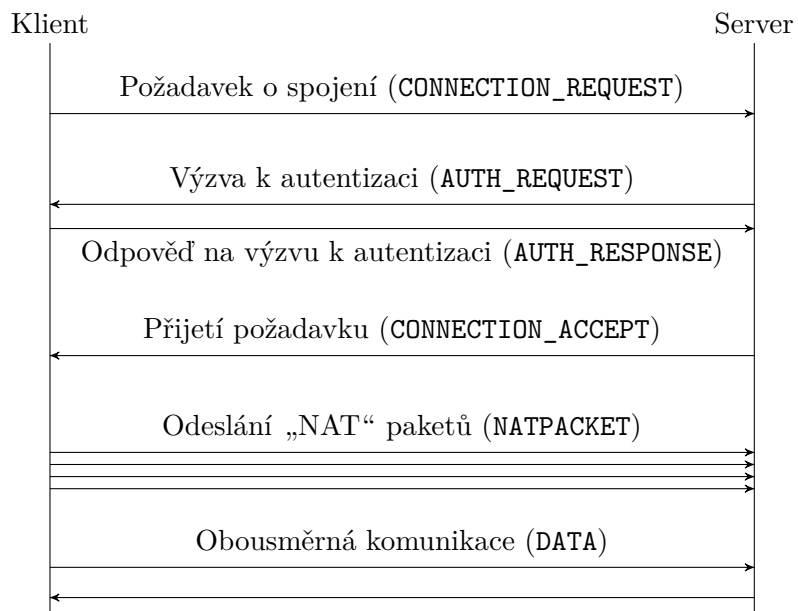 Klient
Server
Požadavek o spojení (CONNECTION_REQUEST)
Výzva k autentizaci (AUTH_REQUEST)
Odpověď na výzvu k autentizaci (AUTH_RESPONSE)
Přijetí požadavku (CONNECTION_ACCEPT)
Odeslání „NAT“ paketů (NATPACKET)
Obousměrná komunikace (DATA)